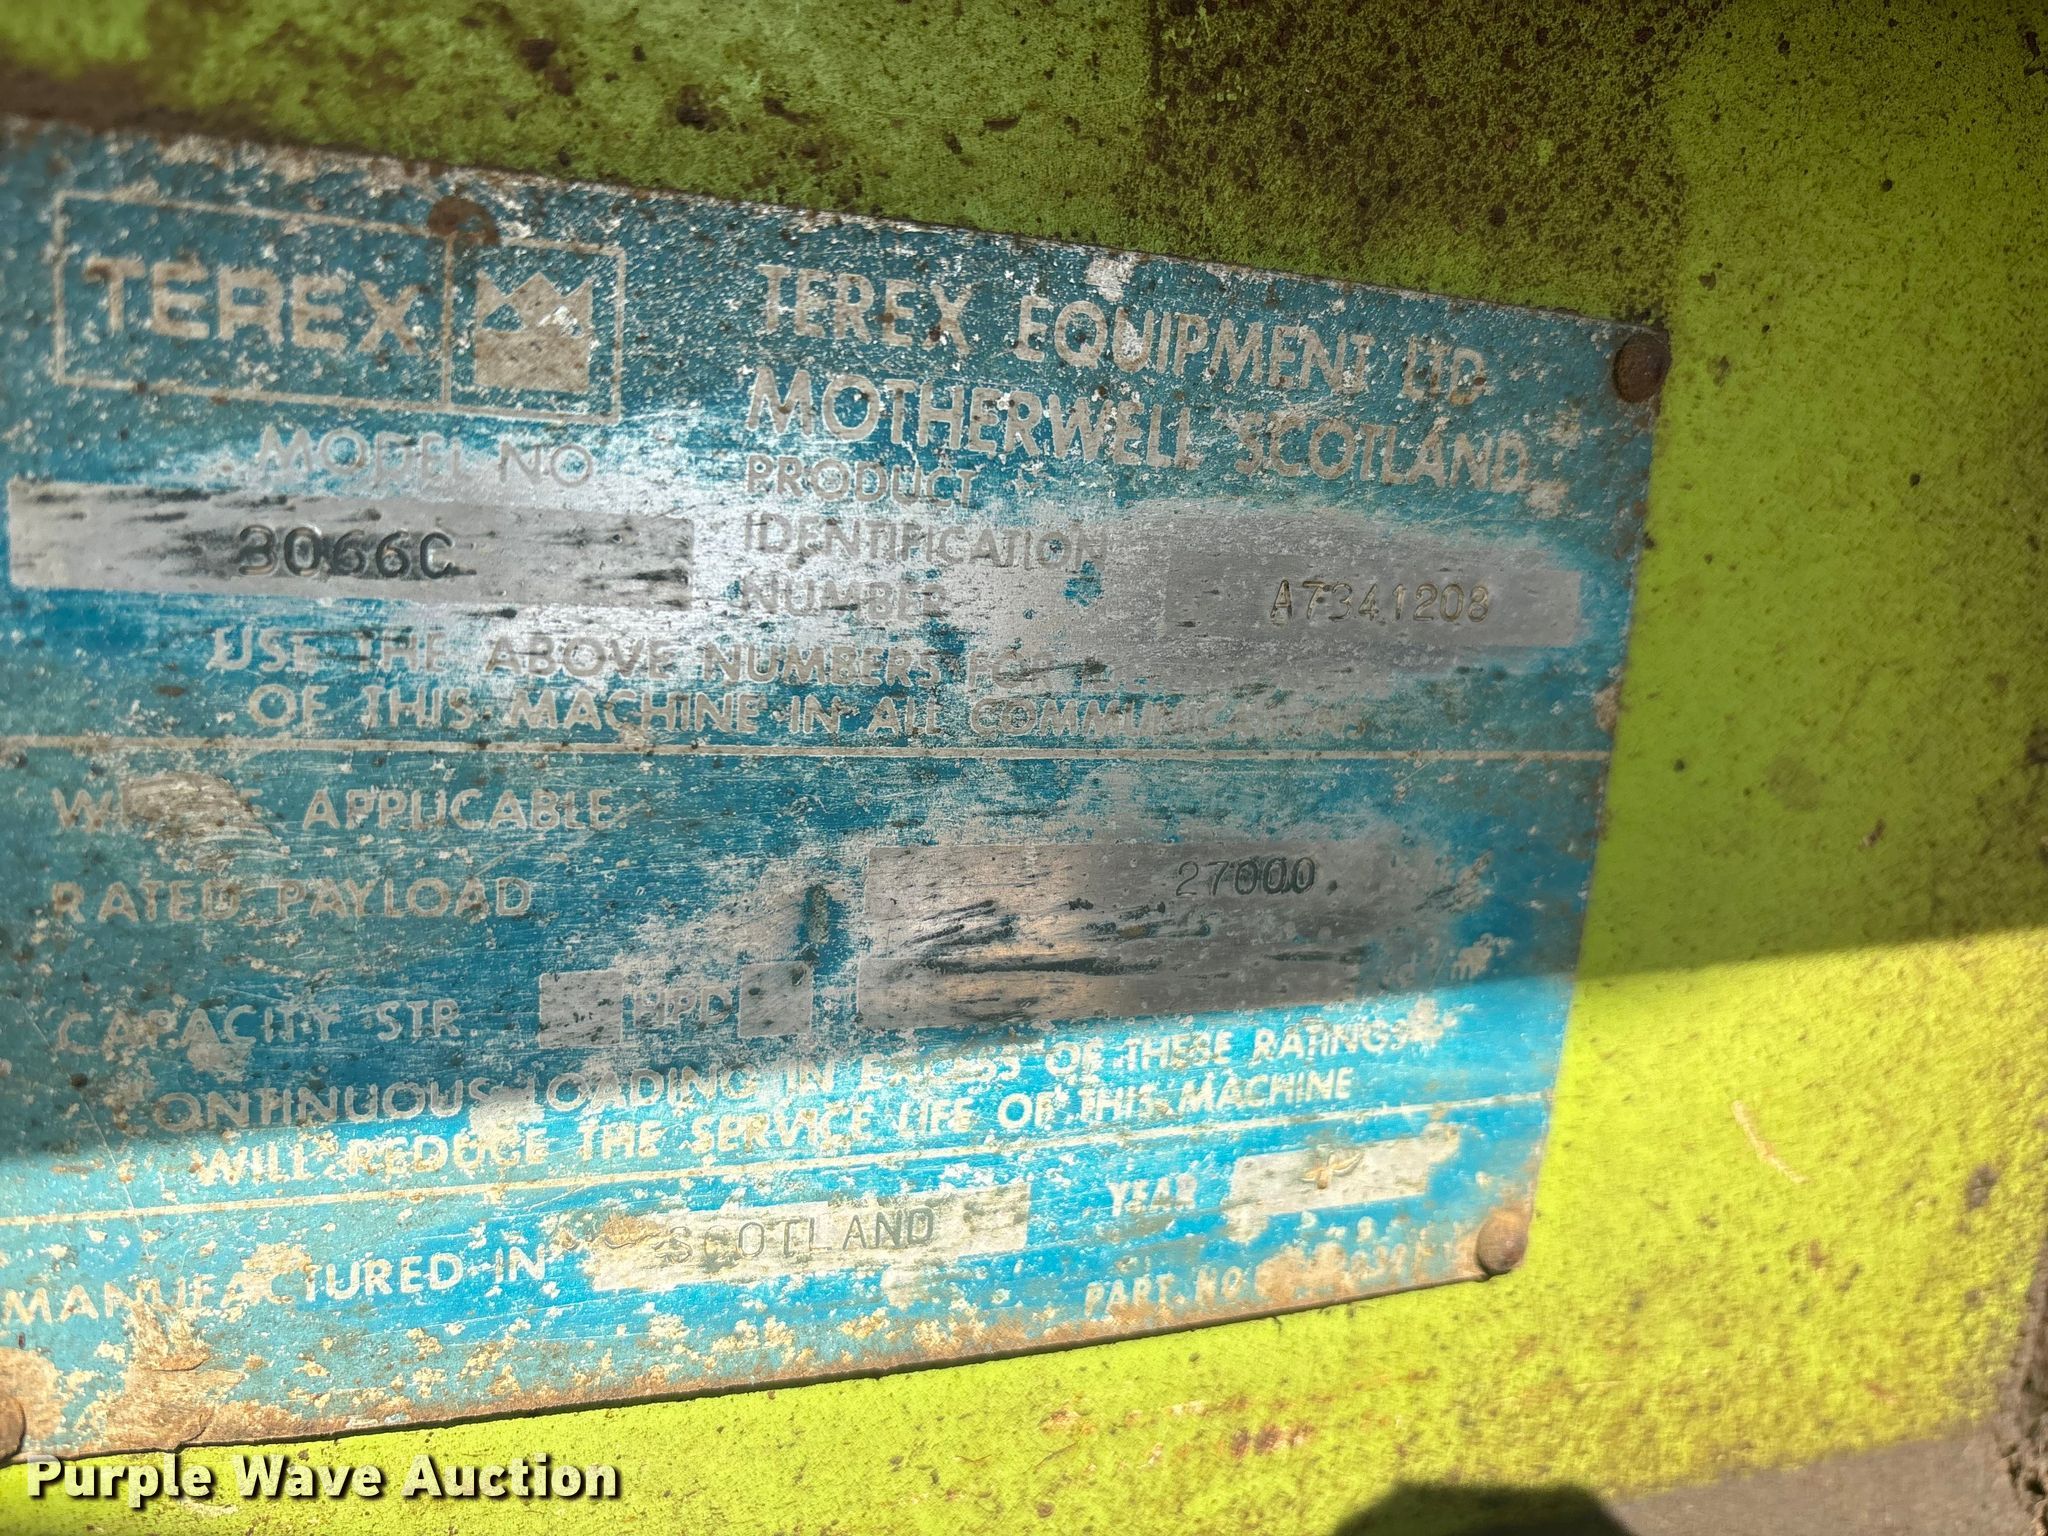 TEREX
TEREX EQUIPMENT LTD
MOTHERWELL SCOTLAND
MODEL NO
3066C
PRODUCT
IDENTIFICATION
NUMBER
A7341208
USE THE ABOVE NUMBERS FOR
OF THIS MACHINE IN ALL
APPLICABLE
RATED PAYLOAD
27000
CAPACITY STR.
CONTINUOUS LOADING IN EXCESS OF THESE RATINGS
WILL REDUCE THE SERVICE LIFE OF THIS MACHINE
MANUFACTURED IN SCOTLAND
YEAR
PART. NO
Purple Wave Auction